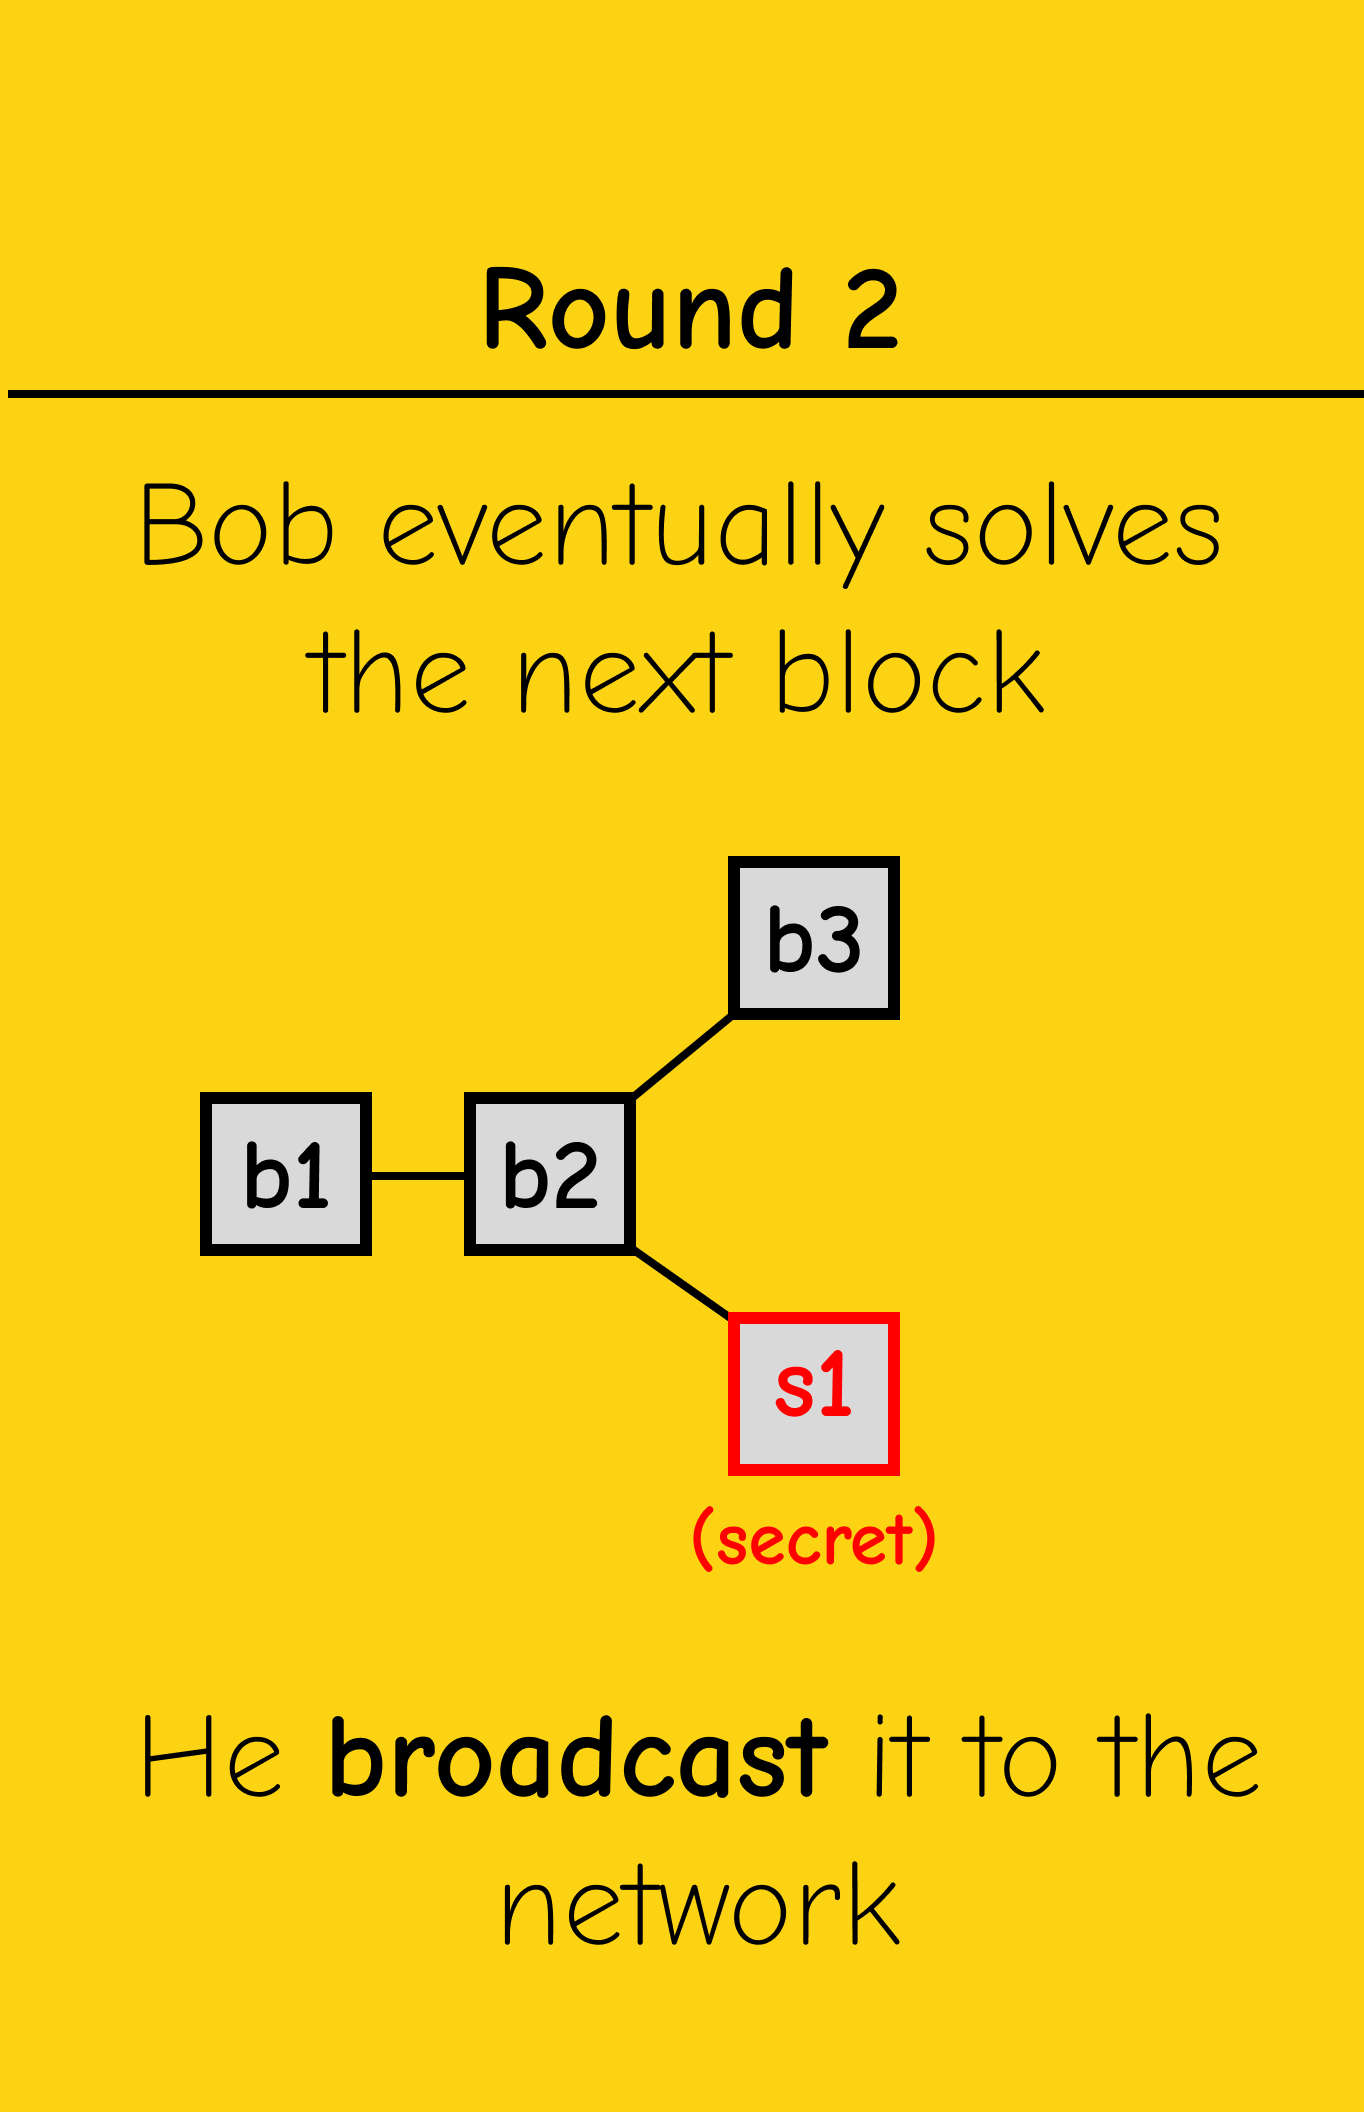 Round 2
Bob eventually solves
the next block
b3
b1 b2
s1
(secret)
He broadcast it to the
network